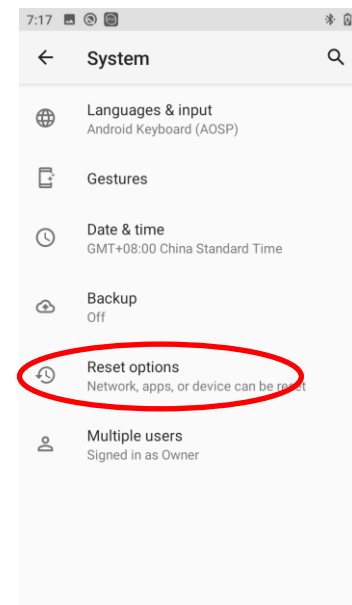 7:17
System
Languages & input
Android Keyboard (AOSP)
Gestures
Date & time
GMT+08:00 China Standard Time
Backup
Off
Reset options
Network, apps, or device can be reset
Multiple users
Signed in as Owner